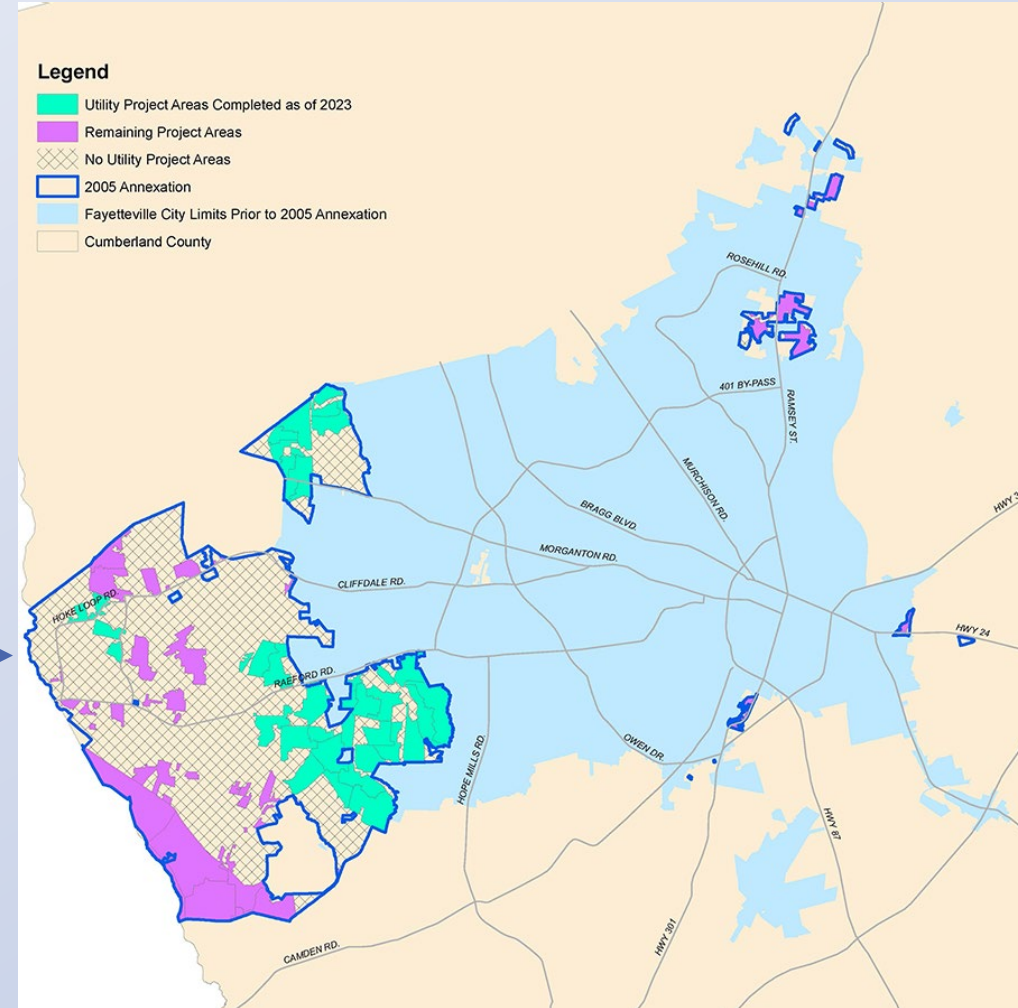 Legend
Utility Project Areas Completed as of 2023
Remaining Project Areas
No Utility Project Areas
2005 Annexation
Fayetteville City Limits Prior to 2005 Annexation
Cumberland County
ROSEHILL RD.
401 BY-PASS
RAMSEY ST.
MURCHISON RD.
HWY
BRAGG BLVD.
MORGANTON RD.
CLIFFDALE RD.
HOKE LOOP RD.
HWY 24
RAEFORD RD.
OWEN DR.
HOPE MILLS RD.
HWY 87
HWY 301
CAMDEN RD.